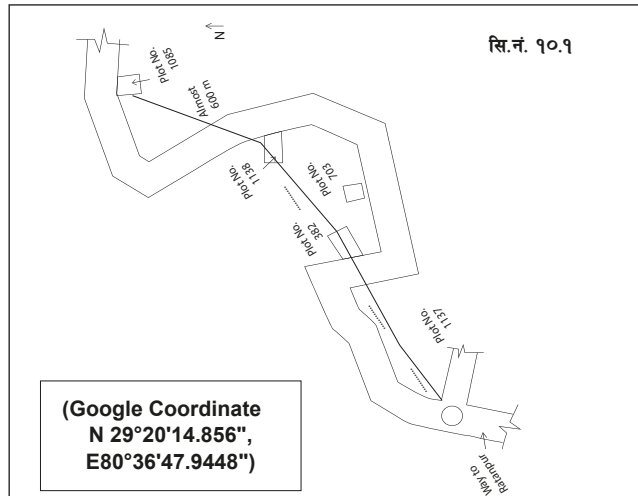 N
सि.नं. १०.१
Plot No.
1085
Almost
600 m
Plot No.
1138
Plot No.
703
Plot No.
382
Plot No.
1137
Way to
Ratanpur
(Google Coordinate
N 29°20'14.856",
E80°36'47.9448")